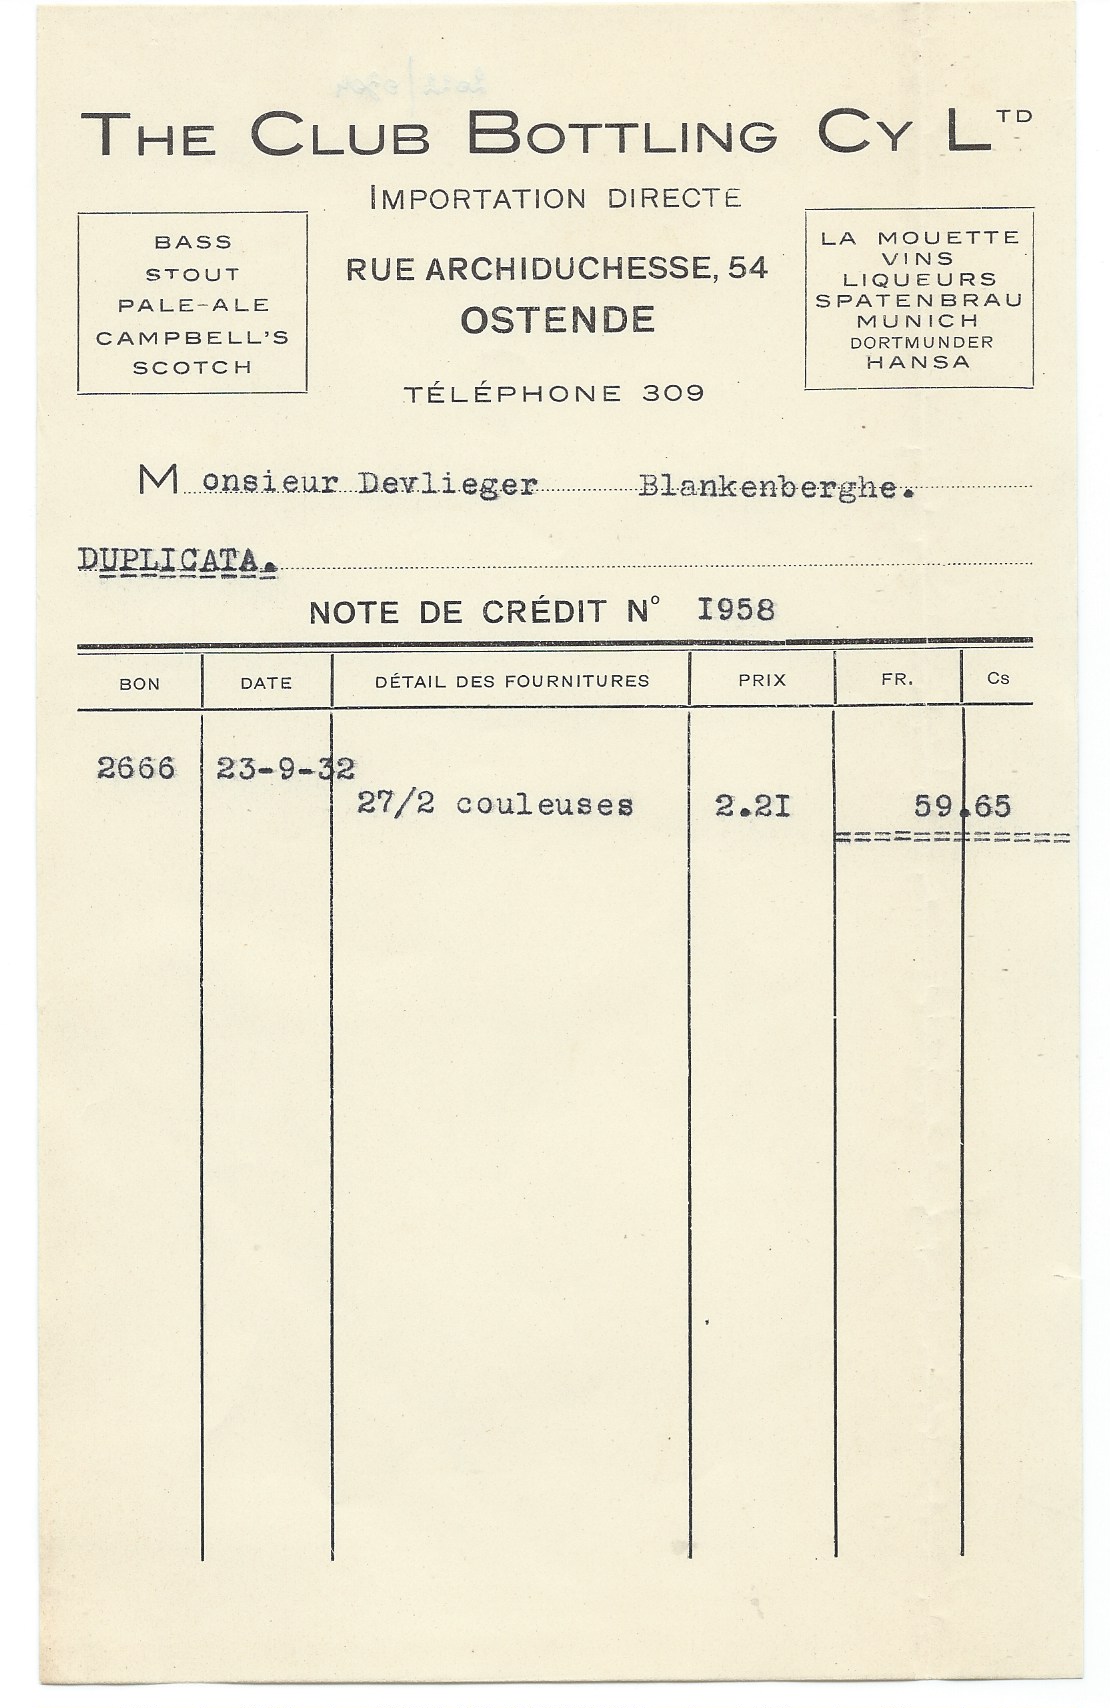 THE CLUB BOTTLING CY LTD
IMPORTATION DIRECTE
BASS
STOUT
PALE-ALE
CAMPBELL'S
SCOTCH
RUE ARCHIDUCHESSE, 54
OSTENDE
TÉLÉPHONE 309
LA MOUETTE
VINS
LIQUEURS
SPATENBRAU
MUNICH
DORTMUNDER
HANSA
Monsieur Devlieger Blankenberghe.
DUPLICATA.
NOTE DE CRÉDIT N° I958
BON DATE DÉTAIL DES FOURNITURES PRIX FR. Cs
2666 23-9-32
27/2 couleuses 2.2I 59.65
============